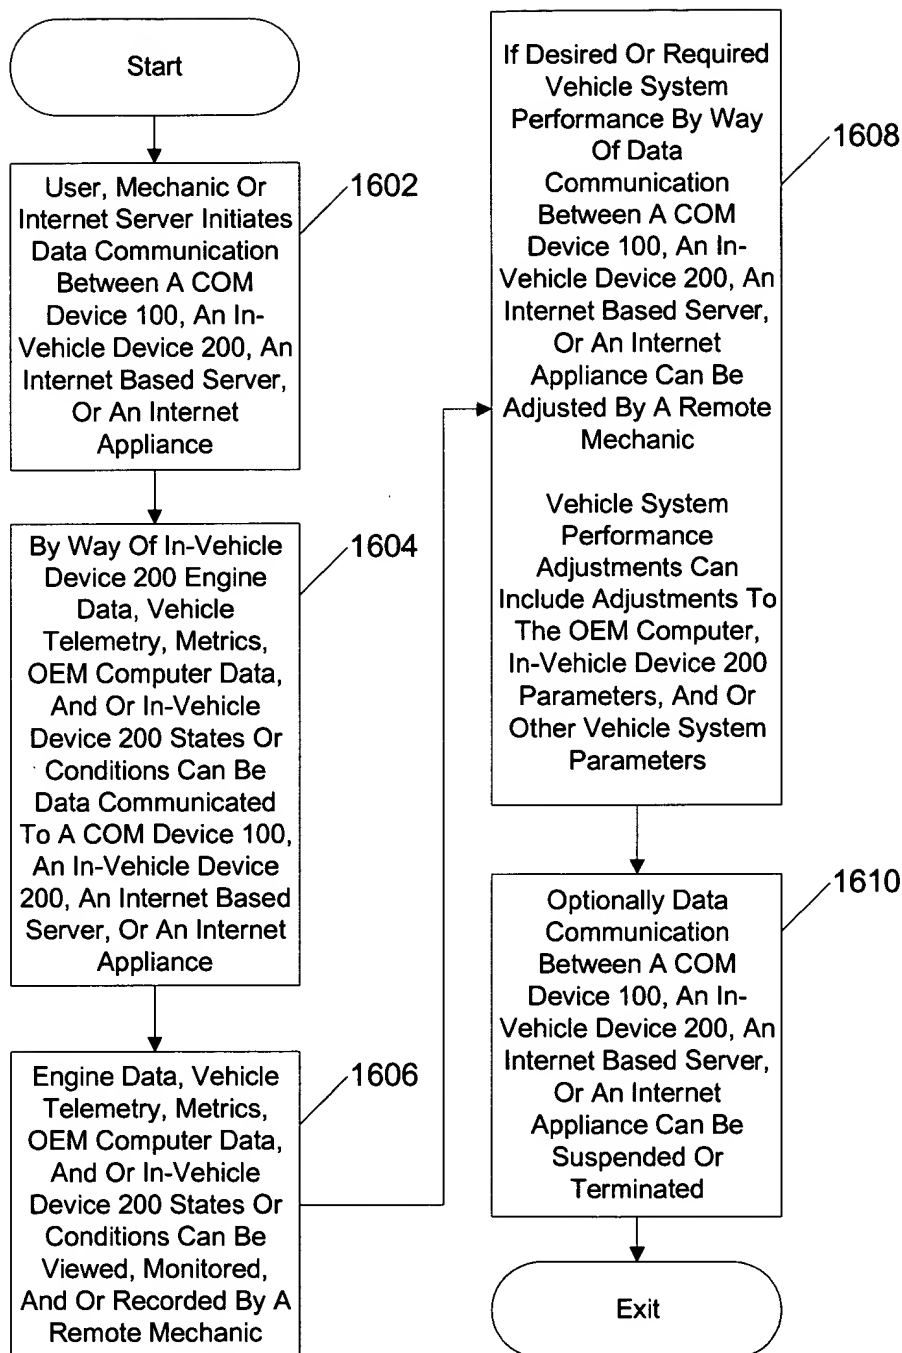 Start
User, Mechanic Or
Internet Server Initiates
Data Communication
Between A COM
Device 100, An In-
Vehicle Device 200, An
Internet Based Server,
Or An Internet
Appliance
1602
By Way Of In-Vehicle
Device 200 Engine
Data, Vehicle
Telemetry, Metrics,
OEM Computer Data,
And Or In-Vehicle
Device 200 States Or
Conditions Can Be
Data Communicated
To A COM Device 100,
An In-Vehicle Device
200, An Internet Based
Server, Or An Internet
Appliance
1604
Engine Data, Vehicle
Telemetry, Metrics,
OEM Computer Data,
And Or In-Vehicle
Device 200 States Or
Conditions Can Be
Viewed, Monitored,
And Or Recorded By A
Remote Mechanic
1606
If Desired Or Required
Vehicle System
Performance By Way
Of Data
Communication
Between A COM
Device 100, An In-
Vehicle Device 200, An
Internet Based Server,
Or An Internet
Appliance Can Be
Adjusted By A Remote
Mechanic
Vehicle System
Performance
Adjustments Can
Include Adjustments To
The OEM Computer,
In-Vehicle Device 200
Parameters, And Or
Other Vehicle System
Parameters
1608
Optionally Data
Communication
Between A COM
Device 100, An In-
Vehicle Device 200, An
Internet Based Server,
Or An Internet
Appliance Can Be
Suspended Or
Terminated
1610
Exit